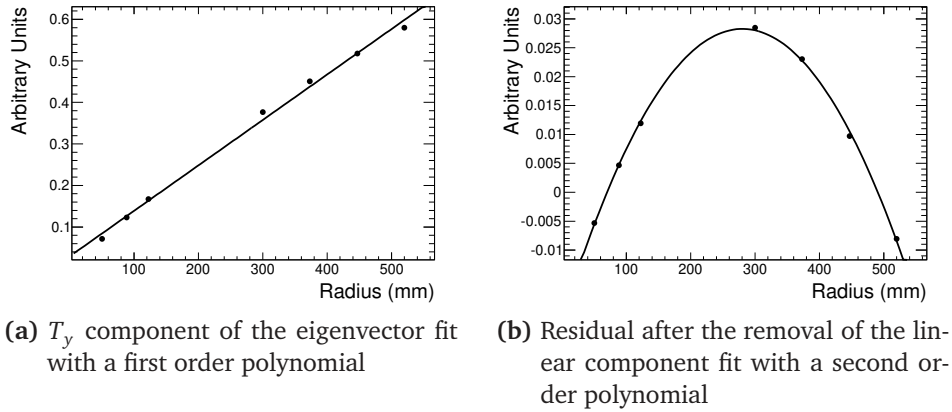 Arbitrary Units
0.6
0.5
0.4
0.3
0.2
0.1
100 200 300 400 500
Radius (mm)
Arbitrary Units
0.03
0.025
0.02
0.015
0.01
0.005
0
-0.005
-0.01
100 200 300 400 500
Radius (mm)
(a) Ty component of the eigenvector fit
with a first order polynomial
(b) Residual after the removal of the lin-
ear component fit with a second or-
der polynomial